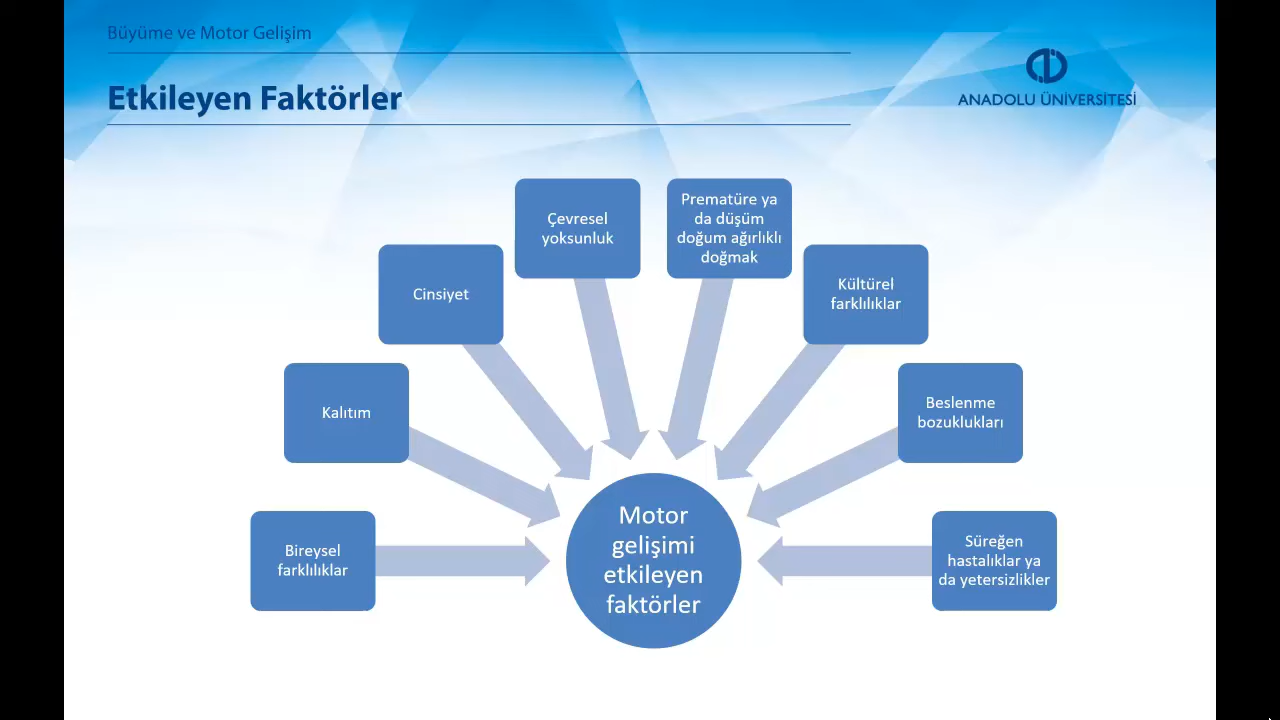 Büyüme ve Motor Gelişim
Etkileyen Faktörler
ANADOLU ÜNİVERSİTESİ
Bireysel
farklılıklar
Kalıtım
Cinsiyet
Çevresel
yoksunluk
Prematüre ya
da düşüm
doğum ağırlıklı
doğmak
Kültürel
farklılıklar
Beslenme
bozuklukları
Süreğen
hastalıklar ya
da yetersizlikler
Motor
gelişimi
etkileyen
faktörler